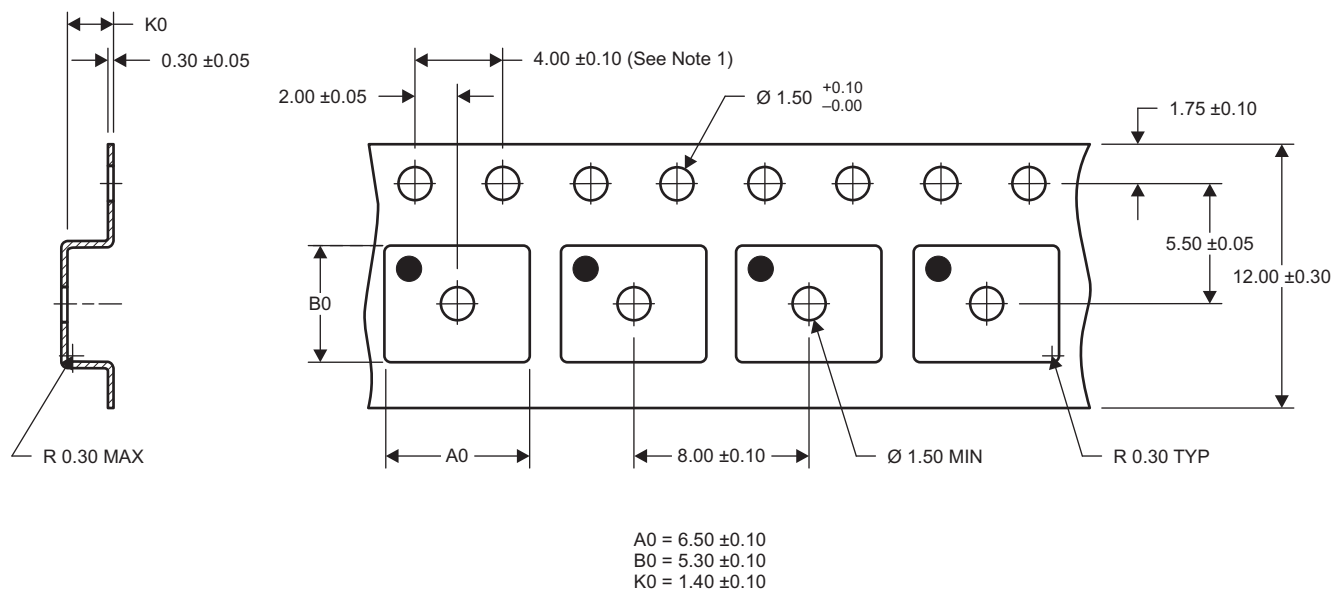 K0
0.30 ±0.05
4.00 ±0.10 (See Note 1)
2.00 ±0.05
Ø 1.50 +0.10
–0.00
1.75 ±0.10
5.50 ±0.05
12.00 ±0.30
B0
R 0.30 MAX
A0
8.00 ±0.10
Ø 1.50 MIN
R 0.30 TYP
A0 = 6.50 ±0.10
B0 = 5.30 ±0.10
K0 = 1.40 ±0.10